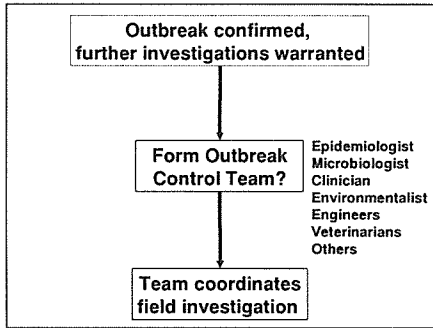 Outbreak confirmed,
further investigations warranted
Form Outbreak
Control Team?
Epidemiologist
Microbiologist
Clinician
Environmentalist
Engineers
Veterinarians
Others
Team coordinates
field investigation